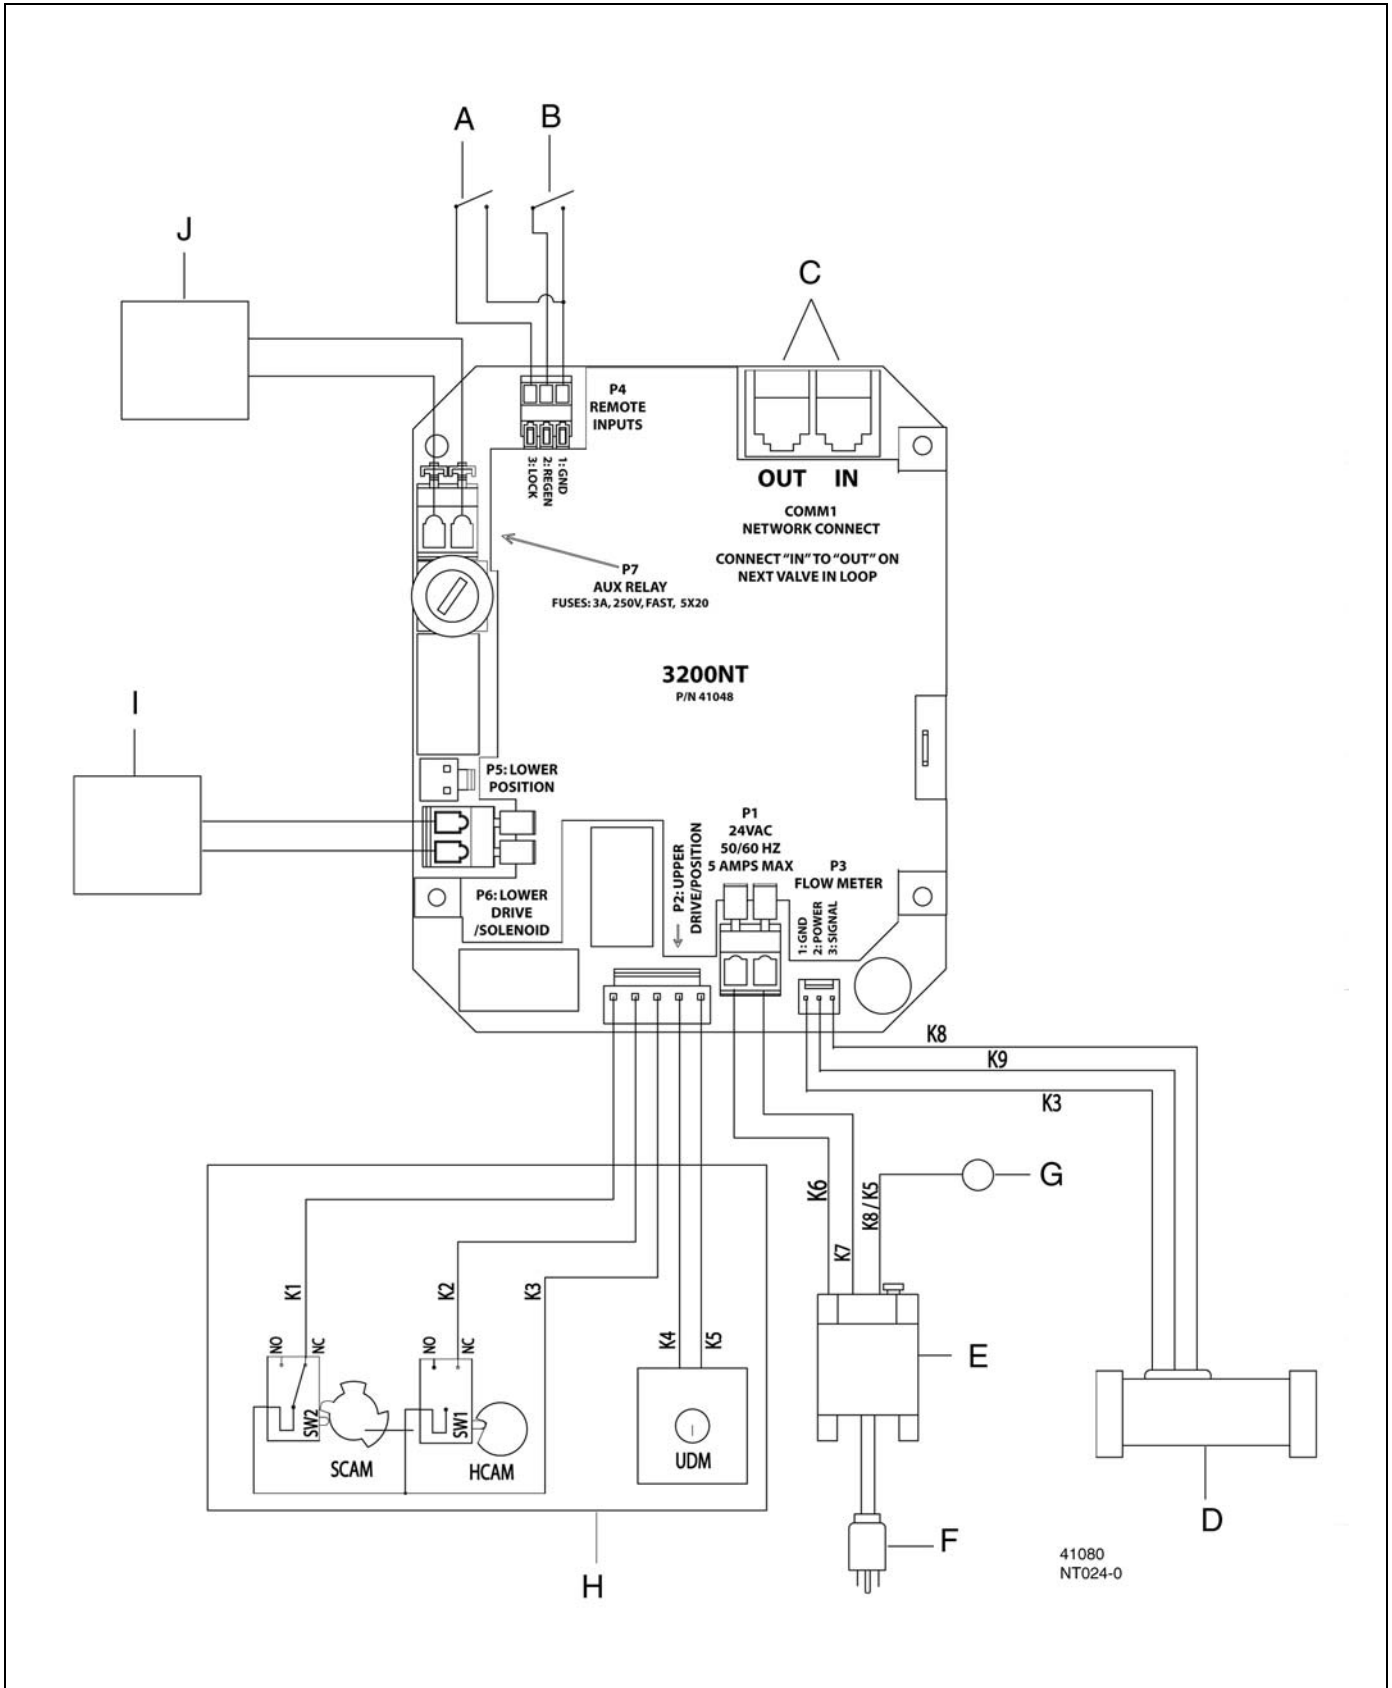 A
B
J
C
P4
REMOTE
INPUTS
3: LOCK
2: REGEN
1: GND
OUT IN
COMM1
NETWORK CONNECT
CONNECT "IN" TO "OUT" ON
NEXT VALVE IN LOOP
P7
AUX RELAY
FUSES: 3A, 250V, FAST, 5X20
3200NT
P/N 41048
I
P5: LOWER
POSITION
P6: LOWER
DRIVE
/SOLENOID
P2: UPPER
DRIVE/POSITION
P1
24VAC
50/60 HZ
5 AMPS MAX
P3
FLOW METER
1: GND
2: POWER
3: SIGNAL
K8
K9
K3
K6
K7
K8 / K5
G
K1
K2
K3
K4
K5
NO
NC
SW2
SCAM
NO
NC
SW1
HCAM
UDM
E
D
F
H
41080
NT024-0